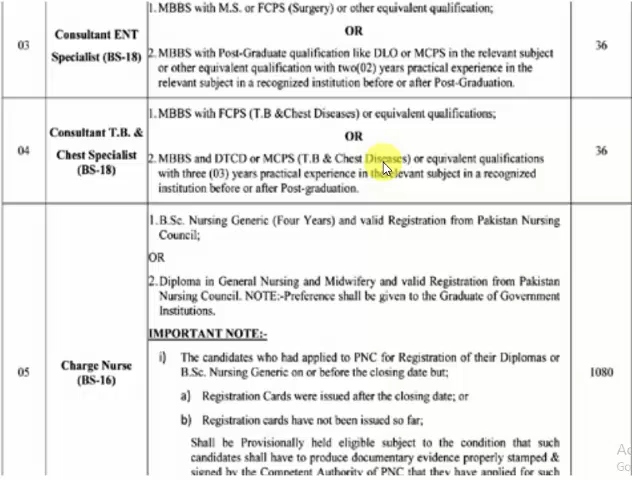 1. MBBS with M.S. or FCPS (Surgery) or other equivalent qualification;
OR
03
Consultant ENT
Specialist (BS-18)
2. MBBS with Post-Graduate qualification like DLO or MCPS in the relevant subject
or other equivalent qualification with two(02) years practical experience in the
relevant subject in a recognized institution before or after Post-Graduation.
36
04
Consultant T.B. &
Chest Specialist
(BS-18)
1. MBBS with FCPS (T.B &Chest Diseases) or equivalent qualifications;
OR
2. MBBS and DTCD or MCPS (T.B & Chest Diseases) or equivalent qualifications
with three (03) years practical experience in the relevant subject in a recognized
institution before or after Post-graduation.
36
05
Charge Nurse
(BS-16)
1. B.Sc. Nursing Generic (Four Years) and valid Registration from Pakistan Nursing
Council;
OR
2. Diploma in General Nursing and Midwifery and valid Registration from Pakistan
Nursing Council. NOTE:-Preference shall be given to the Graduate of Government
Institutions.
IMPORTANT NOTE:-
i) The candidates who had applied to PNC for Registration of their Diplomas or
B.Sc. Nursing Generic on or before the closing date but;
a) Registration Cards were issued after the closing date; or
b) Registration cards have not been issued so far;
Shall be Provisionally held eligible subject to the condition that such
candidates shall have to produce documentary evidence properly stamped &
signed by the Competent Authority of PNC that they have applied for such
1080